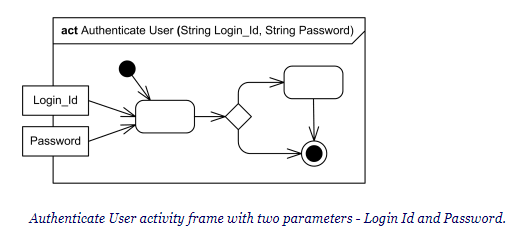 act Authenticate User (String Login_Id, String Password)
Login_Id
Password
Authenticate User activity frame with two parameters - Login Id and Password.